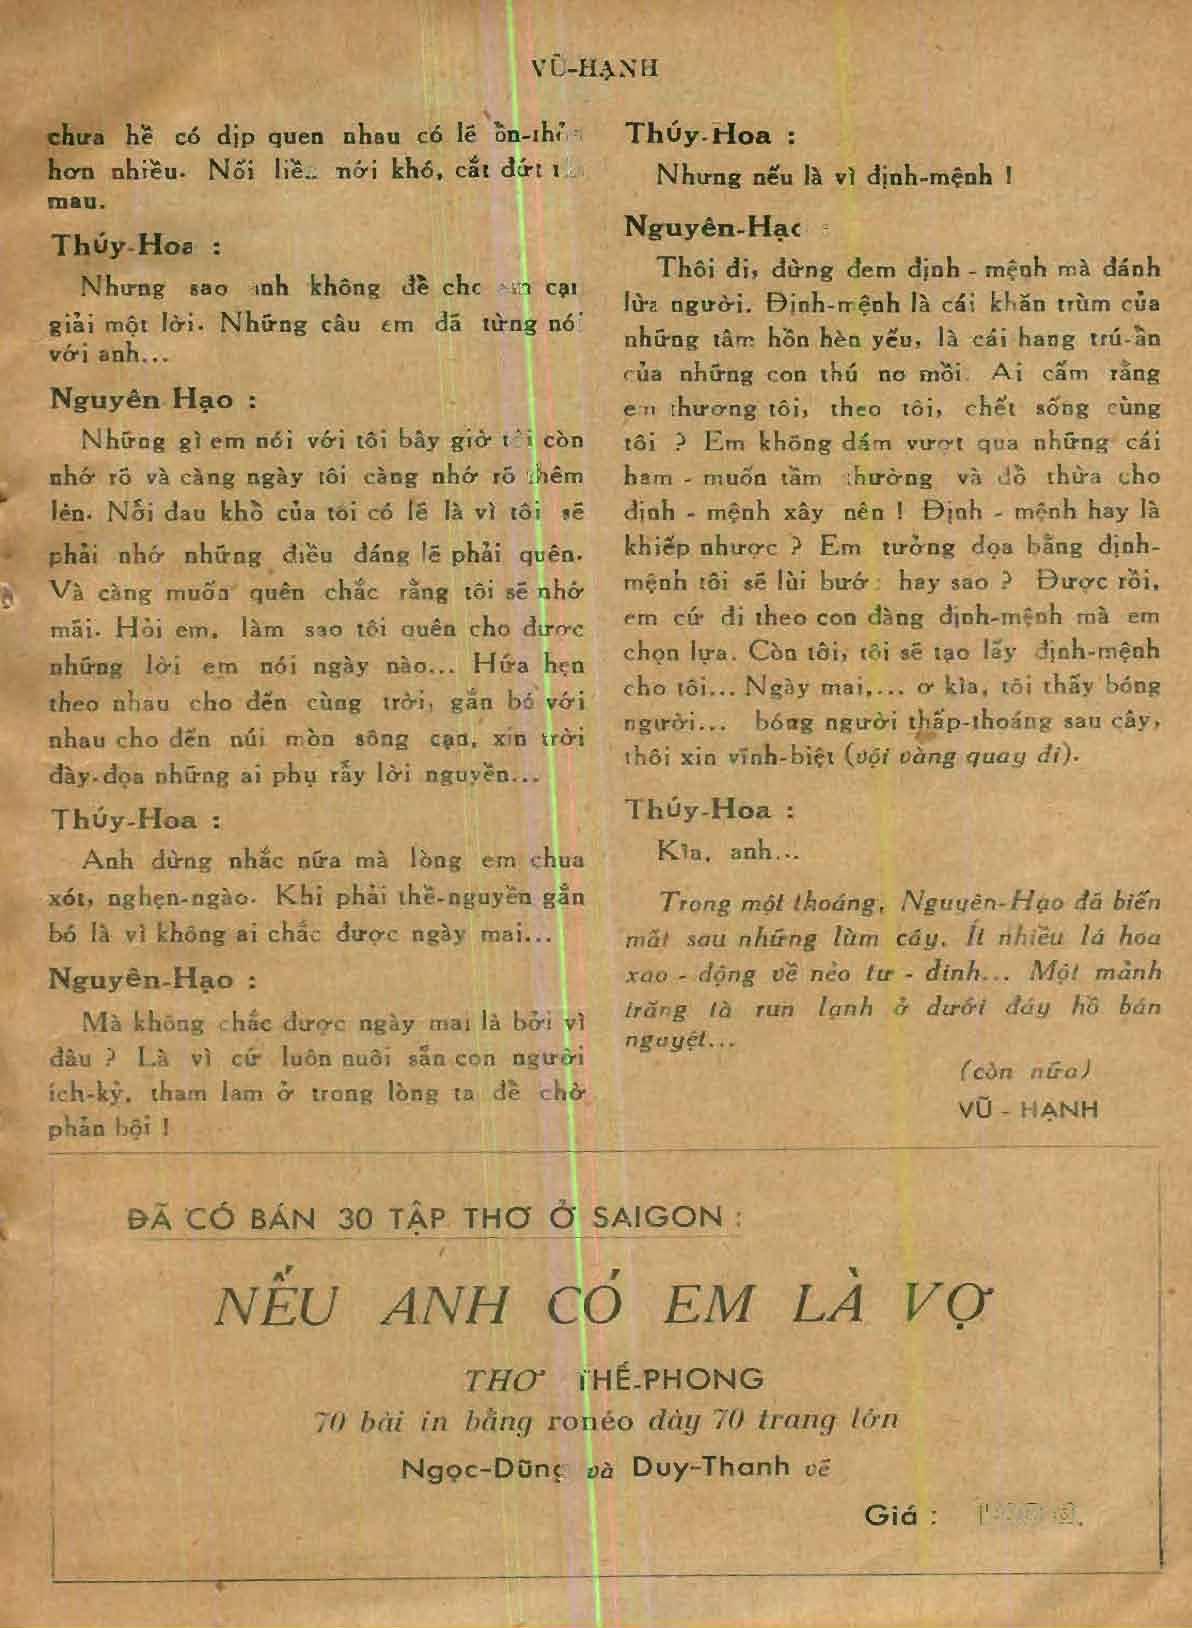 VŨ-HẠNH
chưa hề có dịp quen nhau có lẽ
hơn nhiều. Nối liền mới khó, cắt đứt
mau.
Thúy-Hoa :
Nhưng sao anh không để cho em cạn
giải một lời. Những câu em đã từng nói
với anh...
Nguyên Hạo :
Những gì em nói với tôi bây giờ tôi còn
nhớ rõ và càng ngày tôi càng nhớ rõ thêm
lên. Nỗi đau khổ của tôi có lẽ là vì tôi sẽ
phải nhớ những điều đáng lẽ phải quên.
Và càng muốn quên chắc rằng tôi sẽ nhớ
mãi. Hỏi em, làm sao tôi quên cho được
những lời em nói ngày nào... Hứa hẹn
theo nhau cho đến cùng trời, gắn bó với
nhau cho đến núi mòn sông cạn, xin trời
đày-đọa những ai phụ rẫy lời nguyền...
Thúy-Hoa :
Anh đừng nhắc nữa mà lòng em chua
xót, nghẹn-ngào. Khi phải thề-nguyền gắn
bó là vì không ai chắc được ngày mai...
Nguyên-Hạo :
Mà không chắc được ngày mai là bởi vì
đâu ? Là vì cứ luôn nuôi sẵn con người
ích-kỷ, tham lam ở trong lòng ta để chờ
phản bội !
Thúy-Hoa :
Nhưng nếu là vì định-mệnh !
Nguyên-Hạo :
Thôi đi, đừng đem định - mệnh mà đánh
lừa người. Định-mệnh là cái khăn trùm của
những tâm hồn hèn yếu, là cái hang trú-ẩn
của những con thú no mồi. Ai cấm rằng
em thương tôi, theo tôi, chết sống cùng
tôi ? Em không dám vượt qua những cái
ham - muốn tầm thường và đổ thừa cho
định - mệnh xây nên ! Định - mệnh hay là
khiếp nhược ? Em tưởng dọa bằng định-
mệnh tôi sẽ lùi bước hay sao ? Được rồi,
em cứ đi theo con đàng định-mệnh mà em
chọn lựa. Còn tôi, tôi sẽ tạo lấy định-mệnh
cho tôi... Ngày mai,... ơ kìa, tôi thấy bóng
người... bóng người thấp-thoáng sau cây,
thôi xin vĩnh-biệt (vội vàng quay đi).
Thúy-Hoa :
Kìa, anh...
Trong một thoáng, Nguyên-Hạo đã biến
mất sau những lùm cây. Ít nhiều lá hoa
xao - động về nẻo tư - dinh... Một mảnh
trăng tà run lạnh ở dưới đáy hồ bán
nguyệt...
(còn nữa)
VŨ - HẠNH
ĐÃ CÓ BÁN 30 TẬP THƠ Ở SAIGON :
NẾU ANH CÓ EM LÀ VỢ
THƠ THẾ-PHONG
70 bài in bằng ronéo dày 70 trang lớn
Ngọc-Dũng và Duy-Thanh vẽ
Giá :